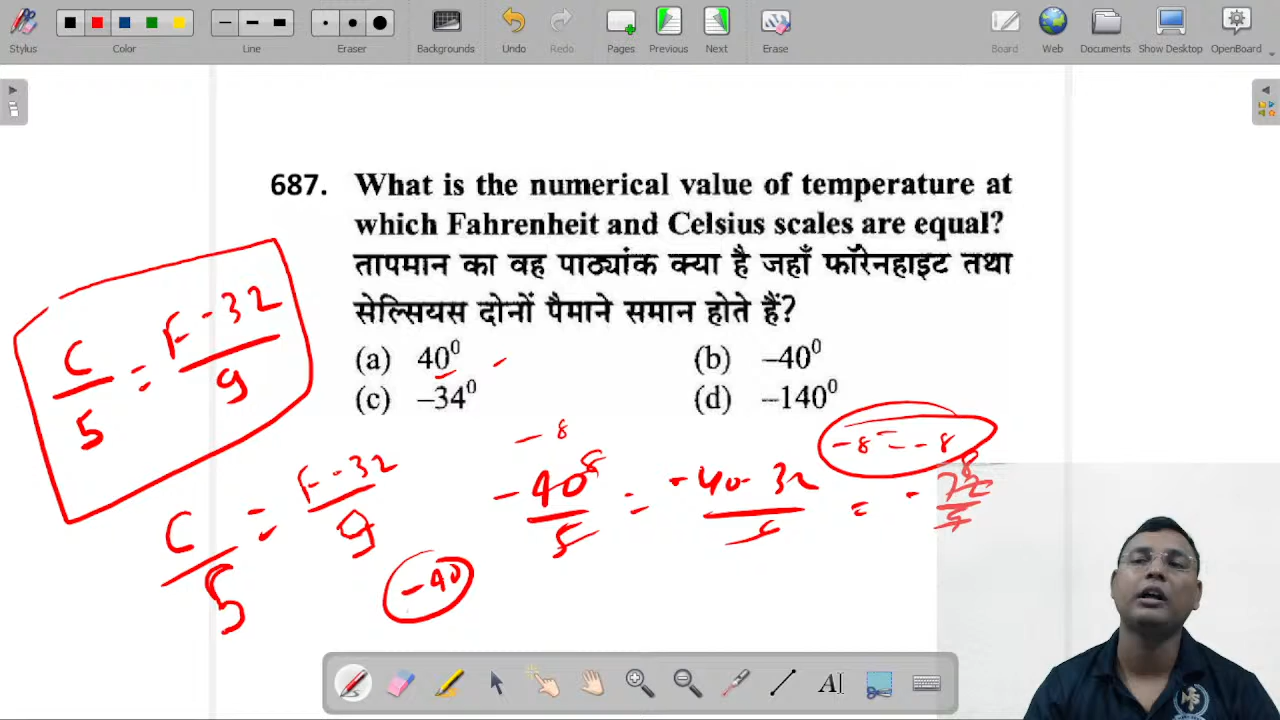 Stylus
Color
Line
Eraser
Backgrounds
Undo
Redo
Pages
Previous
Next
Erase
Board
Web
Documents
Show Desktop
OpenBoard
687. What is the numerical value of temperature at
which Fahrenheit and Celsius scales are equal?
तापमान का वह पाठ्यांक क्या है जहाँ फॉरेनहाइट तथा
सेल्सियस दोनों पैमाने समान होते हैं?
(a) 40⁰ (b) –40⁰
(c) –34⁰ (d) –140⁰
C/5 = F-32/9
C/5 = F-32/9
-40
-8
-8 = -8
-40/5 8 = -40-32/
AI